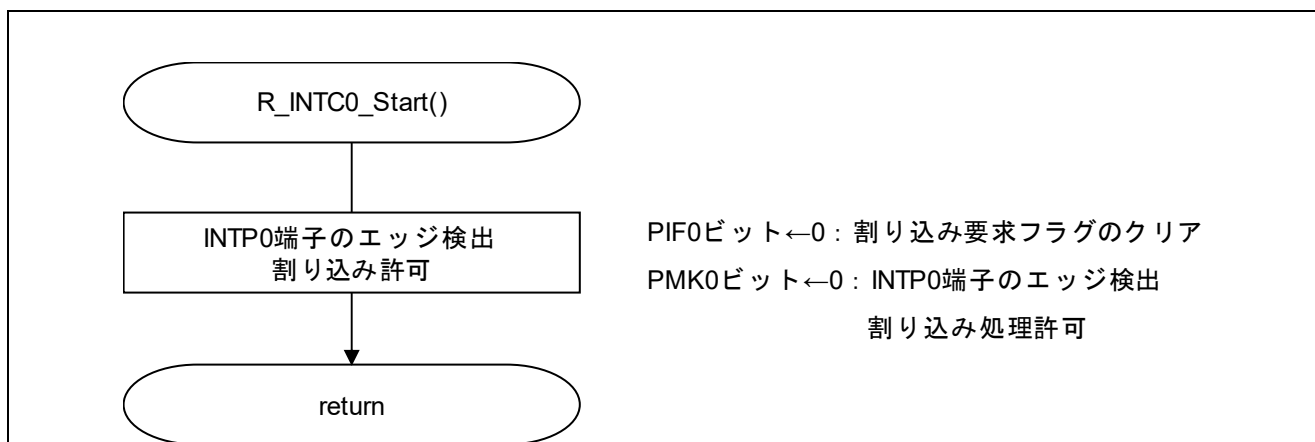 R_INTC0_Start()
INTP0端子のエッジ検出
割り込み許可
PIF0ビット←0：割り込み要求フラグのクリア
PMK0ビット←0：INTP0端子のエッジ検出
割り込み処理許可
return